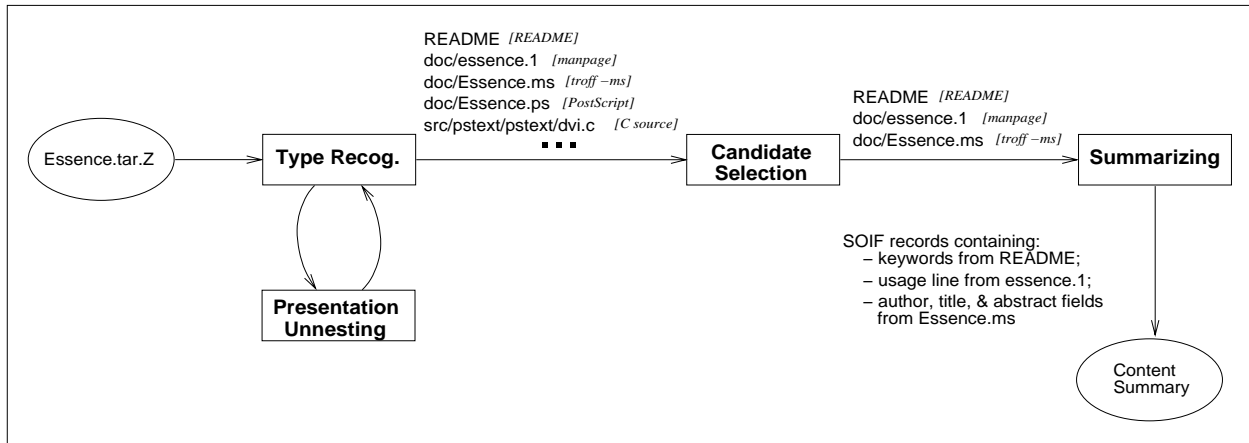 README [README]
doc/essence.1 [manpage]
doc/Essence.ms [troff –ms]
doc/Essence.ps [PostScript]
src/pstext/pstext/dvi.c [C source]
Essence.tar.Z
Type Recog.
Presentation
Unnesting
Candidate
Selection
README [README]
doc/essence.1 [manpage]
doc/Essence.ms [troff –ms]
Summarizing
SOIF records containing:
– keywords from README;
– usage line from essence.1;
– author, title, & abstract fields
from Essence.ms
Content
Summary